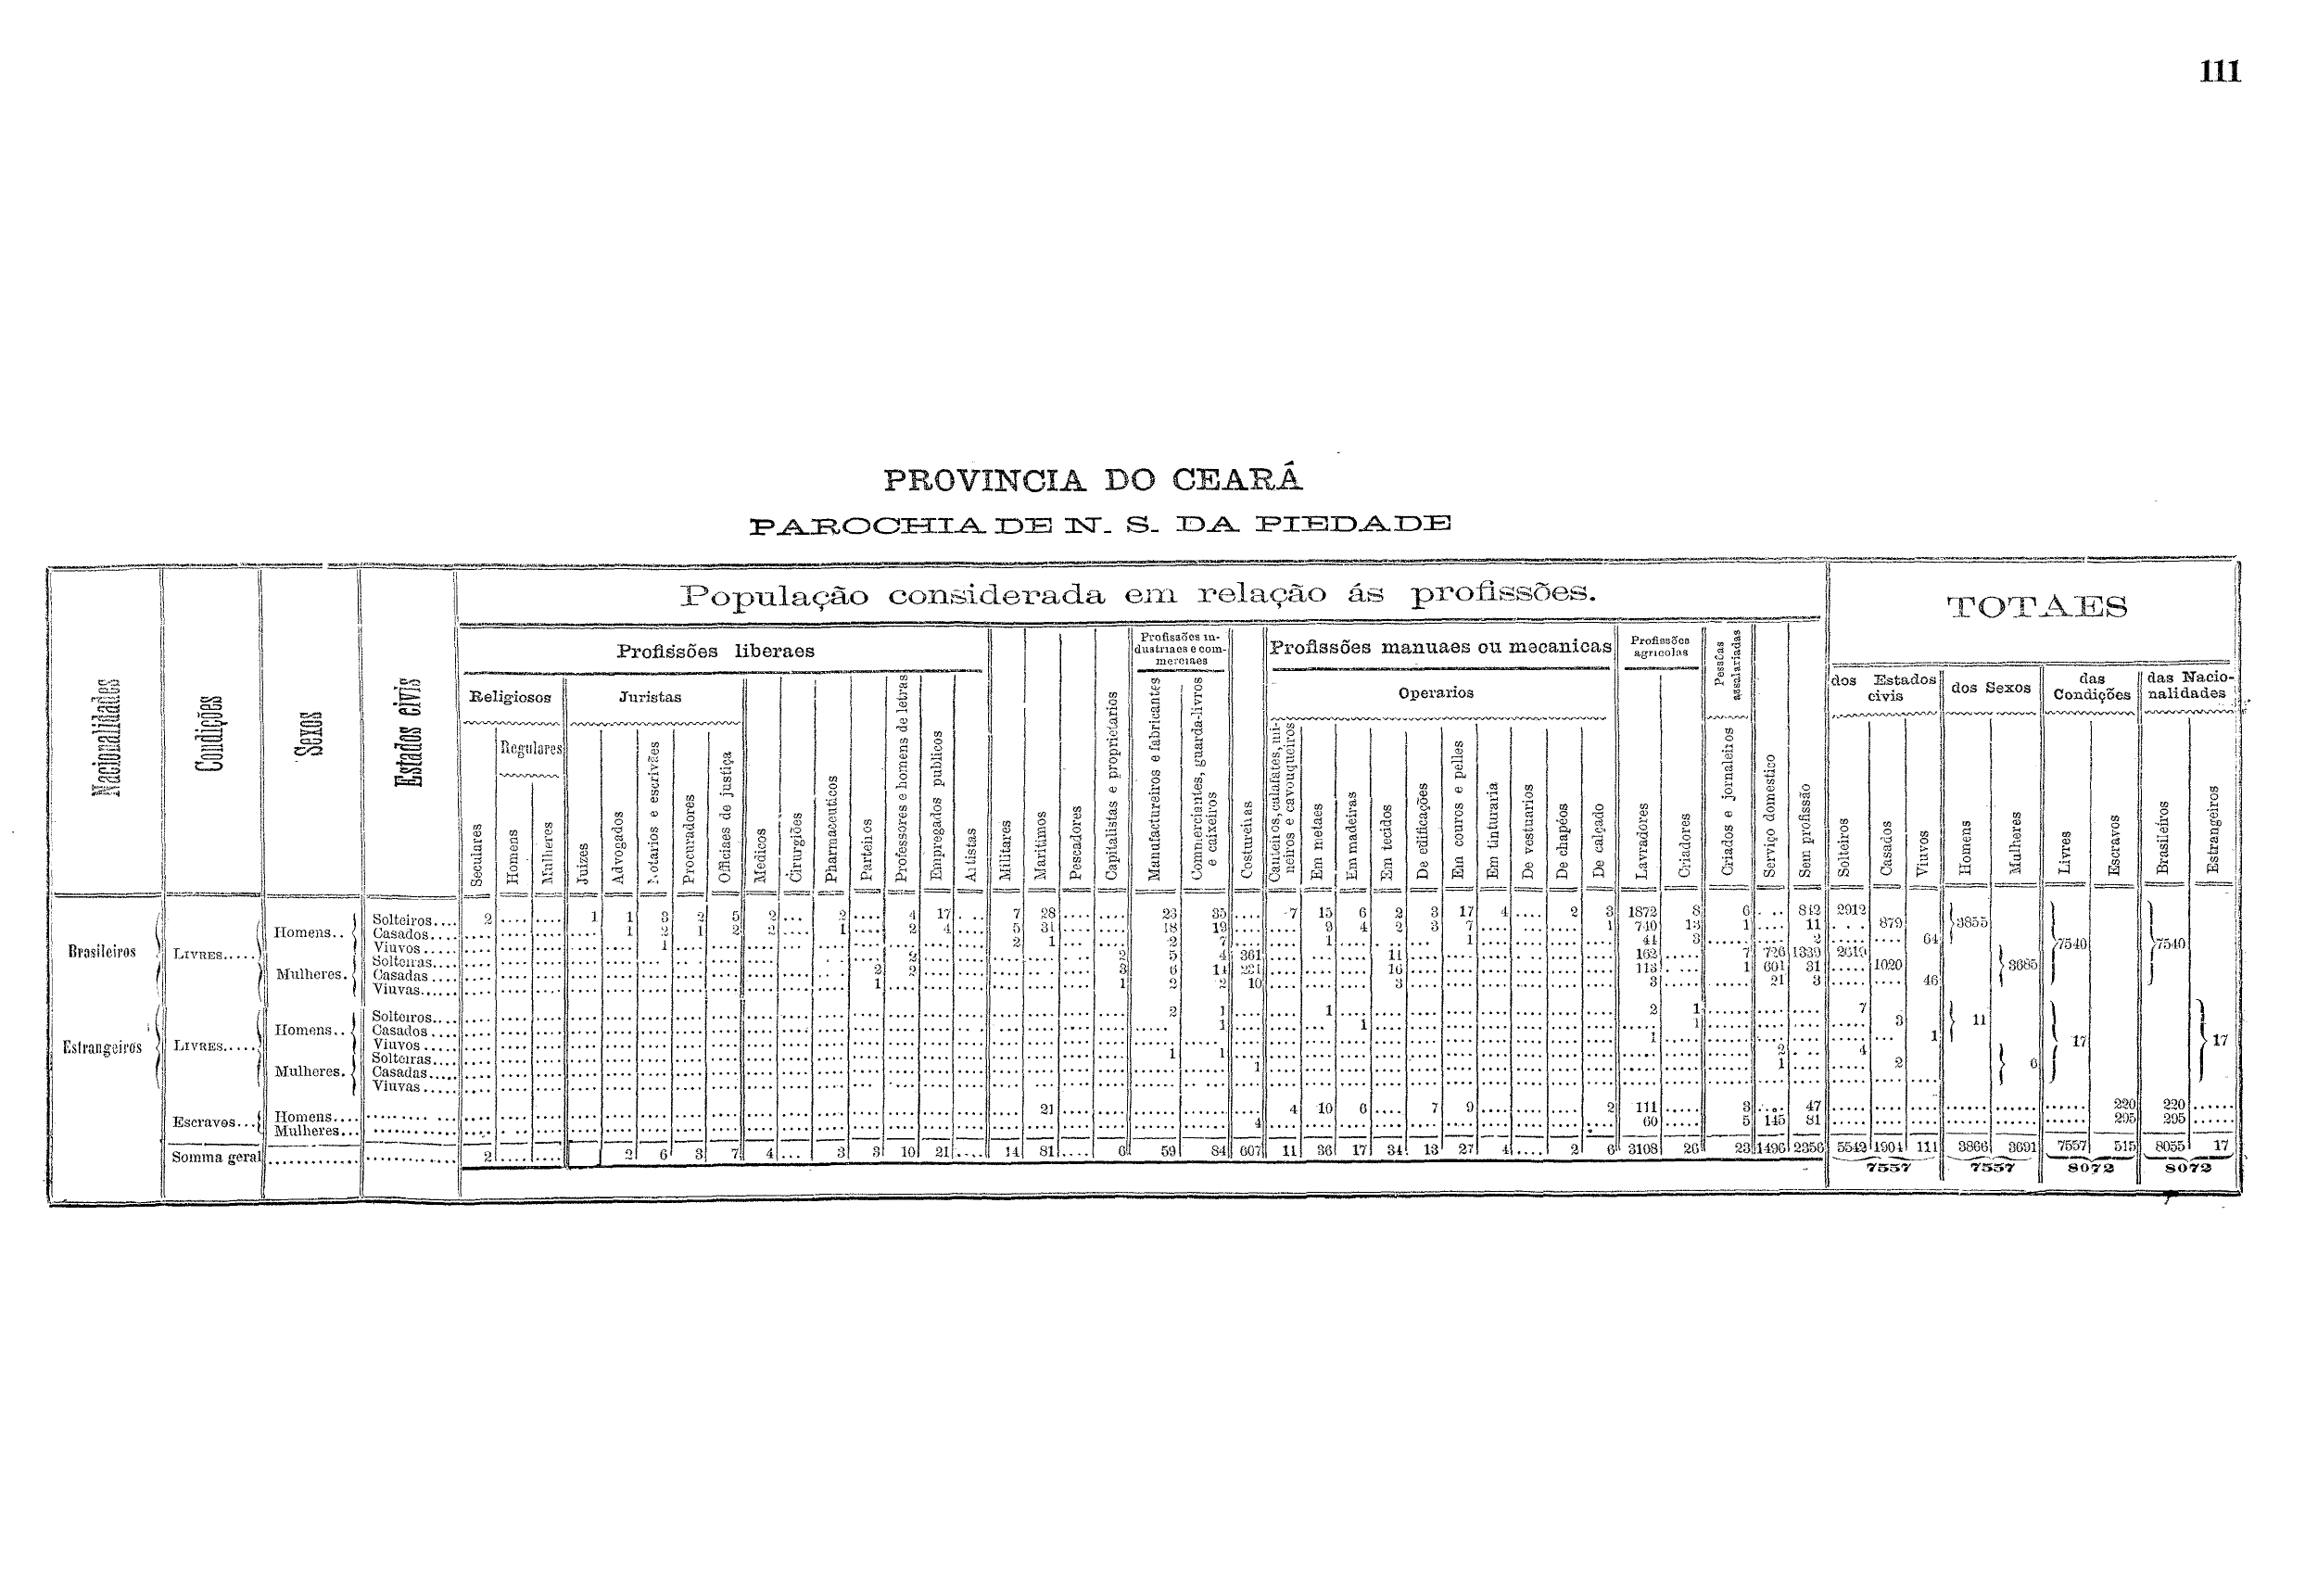 111
PROVINCIA DO CEARÁ
PAROCHIA DE N. S. DA PIEDADE
População considerada em relação ás profissões.
TOTAES
Nacionalidades
Condições
Sexos
Estados civis
Profissões liberaes
Profissões industriaes e commerciaes
Profissões manuaes ou mecanicas
Profissões agricolas
Pessôas assalariadas
dos Estados civis
dos Sexos
das Condições
das Nacionalidades
Religiosos
Juristas
Operarios
Regulares
Seculares
Homens
Mulheres
Juizes
Advogados
Notarios e escrivães
Procuradores
Officiaes de justiça
Medicos
Cirurgiões
Pharmaceuticos
Parteiros
Professores e homens de letras
Empregados publicos
Artistas
Militares
Maritimos
Pescadores
Capitalistas e proprietarios
Manufactureiros e fabricantes
Commerciantes, guarda-livros e caixeiros
Costureiras
Canteiros, calafates, mineiros e cavouqueiros
Em metaes
Em madeiras
Em tecidos
De edificações
Em couros e pelles
Em tinturaria
De vestuarios
De chapéos
De calçado
Lavradores
Criadores
Criados e jornaleiros
Serviço domestico
Sem profissão
Solteiros
Casados
Viuvos
Homens
Mulheres
Livres
Escravos
Brasileiros
Estrangeiros
Brasileiros LIVRES..... Homens.. Solteiros.... 2 .... .... 1 1 3 2 5 2 ... 2 .... 4 17 . .. 7 28 .... .... 23 35 .... 7 15 6 2 3 17 4 .... 2 3 1872 8 6 . .. 842 2912 3855 7540 7540
Casados.... 1 2 1 2 2 .... 1 .... 2 4 .... 5 31 .... .... 18 19 .... 9 4 2 3 7 .... 1 740 13 1 .... 11 . . . . 879
Viuvos .... 1 .... 2 1 .... 2 7 .... 1 .... 1 .... 44 3 .... 2 .... 64
Mulheres. Solteiras.... 2 .... 2 5 4 361 .... 11 .... 162 .... 7 726 1339 2619 3685
Casadas .... 2 2 .... 3 6 14 231 .... 16 .... 113 .... 1 601 31 .... 1020
Viuvas...... 1 .... 1 2 2 10 .... 3 .... 3 .... 21 3 .... 46
Estrangeiros LIVRES..... Homens.. Solteiros.... 2 1 .... 1 .... 2 1 .... 7 11 17 17
Casados .... 1 .... 1 .... 1 .... 3
Viuvos .... 1 .... 1
Mulheres. Solteiras.... 1 1 .... 2 . .. 4 6
Casadas..... 1 .... 1 .... 2
Viuvas .....
Escravos... Homens.... 21 .... 4 10 6 .... 7 9 .... 2 111 .... 3 .... 47 .... 220 220 ......
Mulheres... 4 .... 60 .... 5 145 81 .... 295 295 ......
Somma geral ............ ............. 2 .... .... 2 6 3 7 4 ... 3 3 10 21 .... 14 81 .... 6 59 84 607 11 36 17 34 13 27 4 .... 2 6 3108 26 23 1496 2356 5542 1904 111 3866 3691 7557 515 8055 17
7557 7557 8072 8072